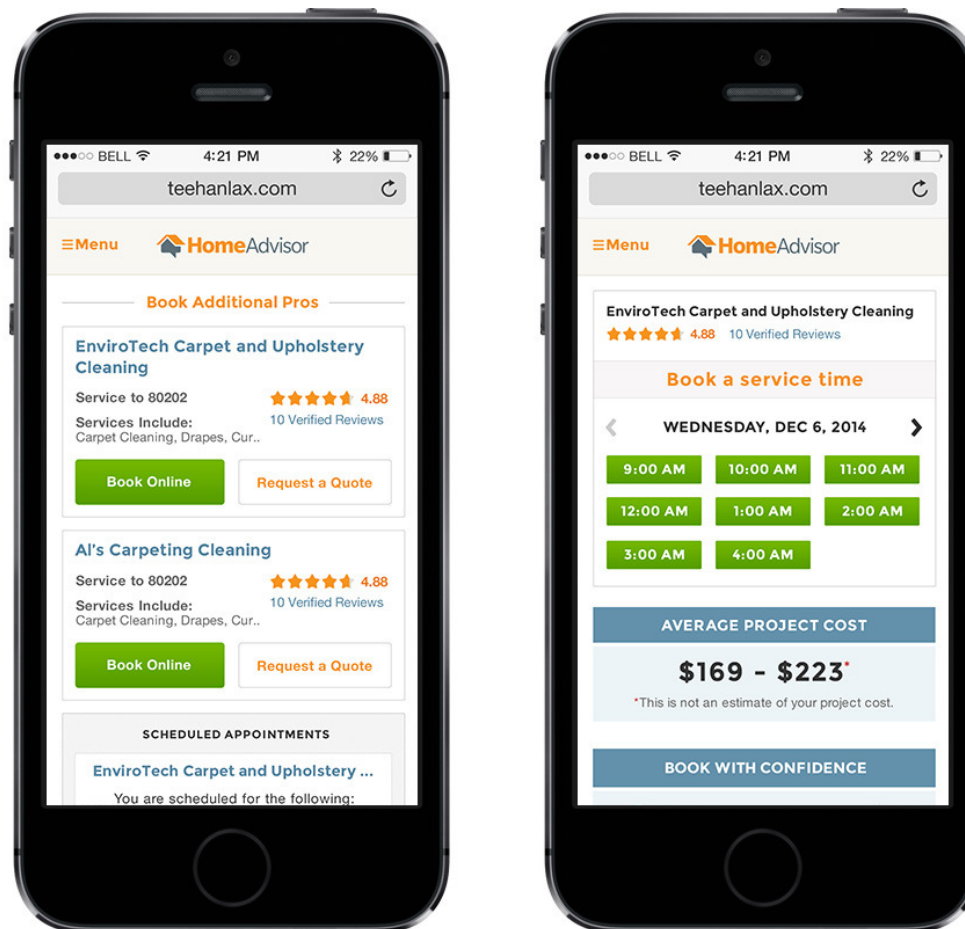 BELL 4:21 PM 22%
teehanlax.com
Menu HomeAdvisor
Book Additional Pros
EnviroTech Carpet and Upholstery
Cleaning
Service to 80202 4.88
Services Include: 10 Verified Reviews
Carpet Cleaning, Drapes, Cur..
Book Online Request a Quote
Al's Carpeting Cleaning
Service to 80202 4.88
Services Include: 10 Verified Reviews
Carpet Cleaning, Drapes, Cur..
Book Online Request a Quote
SCHEDULED APPOINTMENTS
EnviroTech Carpet and Upholstery ...
You are scheduled for the following:
BELL 4:21 PM 22%
teehanlax.com
Menu HomeAdvisor
EnviroTech Carpet and Upholstery Cleaning
4.88 10 Verified Reviews
Book a service time
WEDNESDAY, DEC 6, 2014
9:00 AM 10:00 AM 11:00 AM
12:00 AM 1:00 AM 2:00 AM
3:00 AM 4:00 AM
AVERAGE PROJECT COST
$169 - $223*
*This is not an estimate of your project cost.
BOOK WITH CONFIDENCE